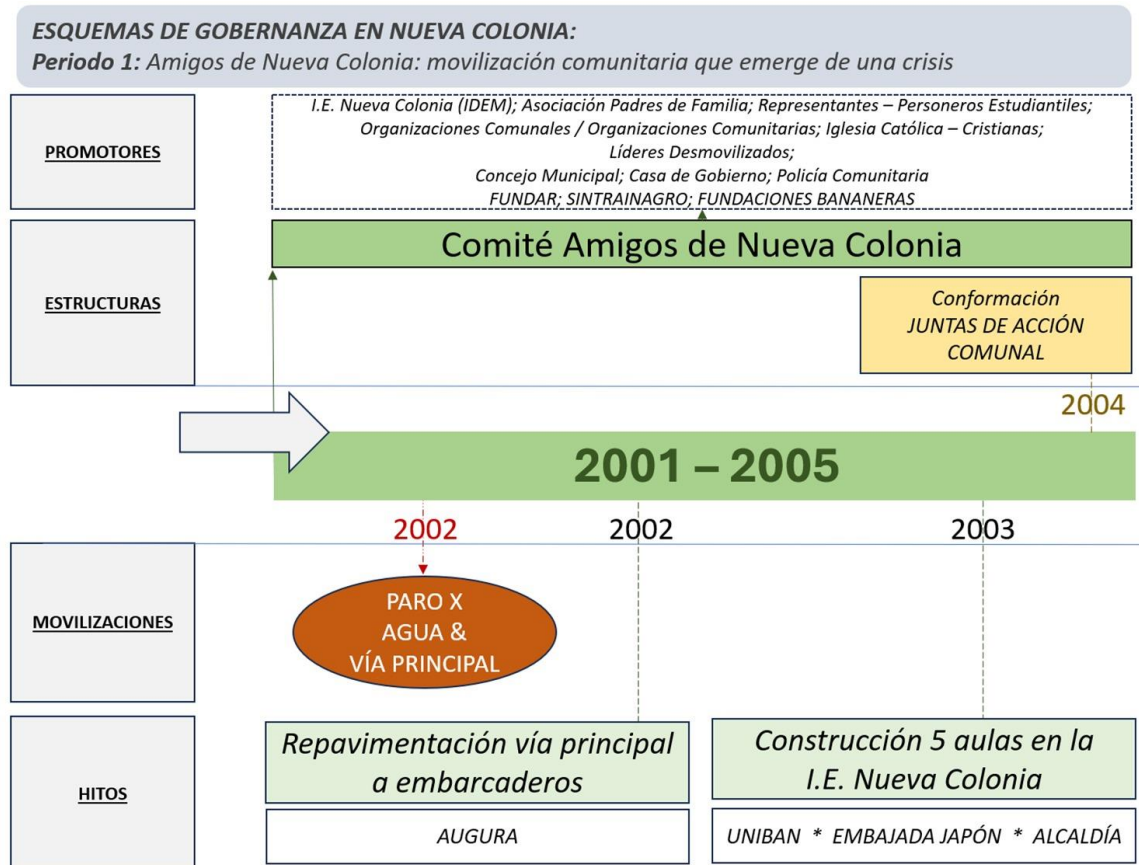 ESQUEMAS DE GOBERNANZA EN NUEVA COLONIA:
Periodo 1: Amigos de Nueva Colonia: movilización comunitaria que emerge de una crisis
PROMOTORES
I.E. Nueva Colonia (IDEM); Asociación Padres de Familia; Representantes – Personeros Estudiantiles;
Organizaciones Comunales / Organizaciones Comunitarias; Iglesia Católica – Cristianas;
Líderes Desmovilizados;
Concejo Municipal; Casa de Gobierno; Policía Comunitaria
FUNDAR; SINTRAINAGRO; FUNDACIONES BANANERAS
ESTRUCTURAS
Comité Amigos de Nueva Colonia
Conformación
JUNTAS DE ACCIÓN
COMUNAL
2004
2001 – 2005
2002
2002
2003
MOVILIZACIONES
PARO X
AGUA &
VÍA PRINCIPAL
HITOS
Repavimentación vía principal
a embarcaderos
AUGURA
Construcción 5 aulas en la
I.E. Nueva Colonia
UNIBAN * EMBAJADA JAPÓN * ALCALDÍA